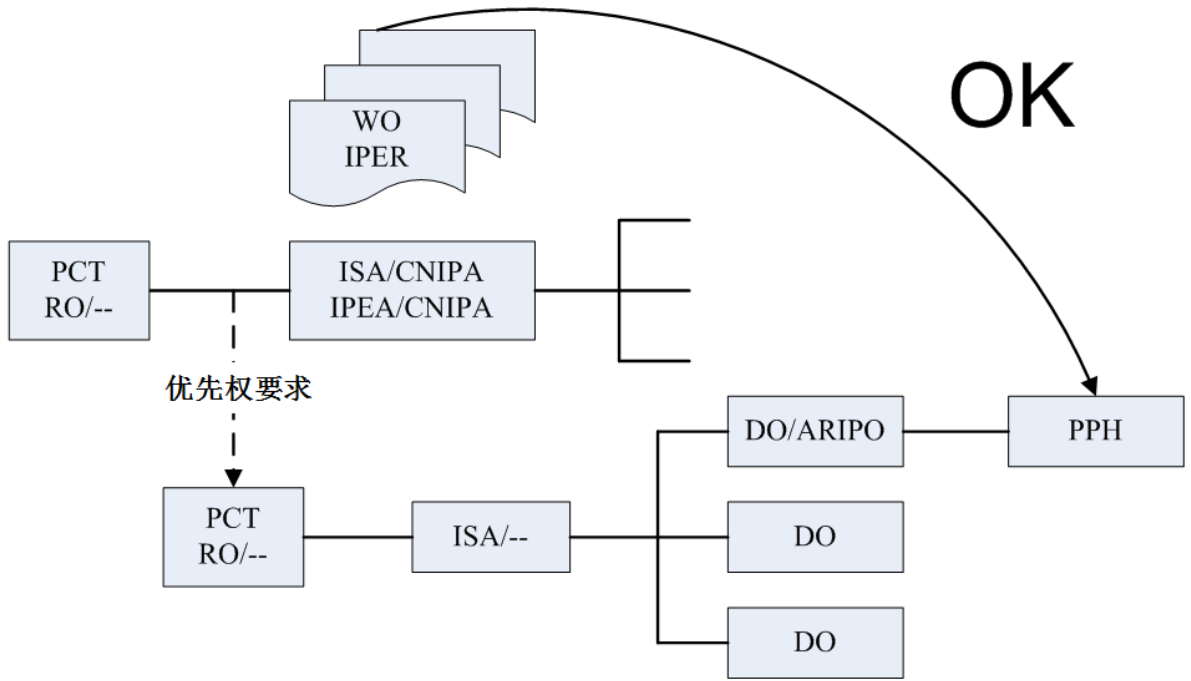 OK
WO
IPER
PCT
RO/--
ISA/CNIPA
IPEA/CNIPA
优先权要求
DO/ARIPO
PPH
PCT
RO/--
ISA/--
DO
DO